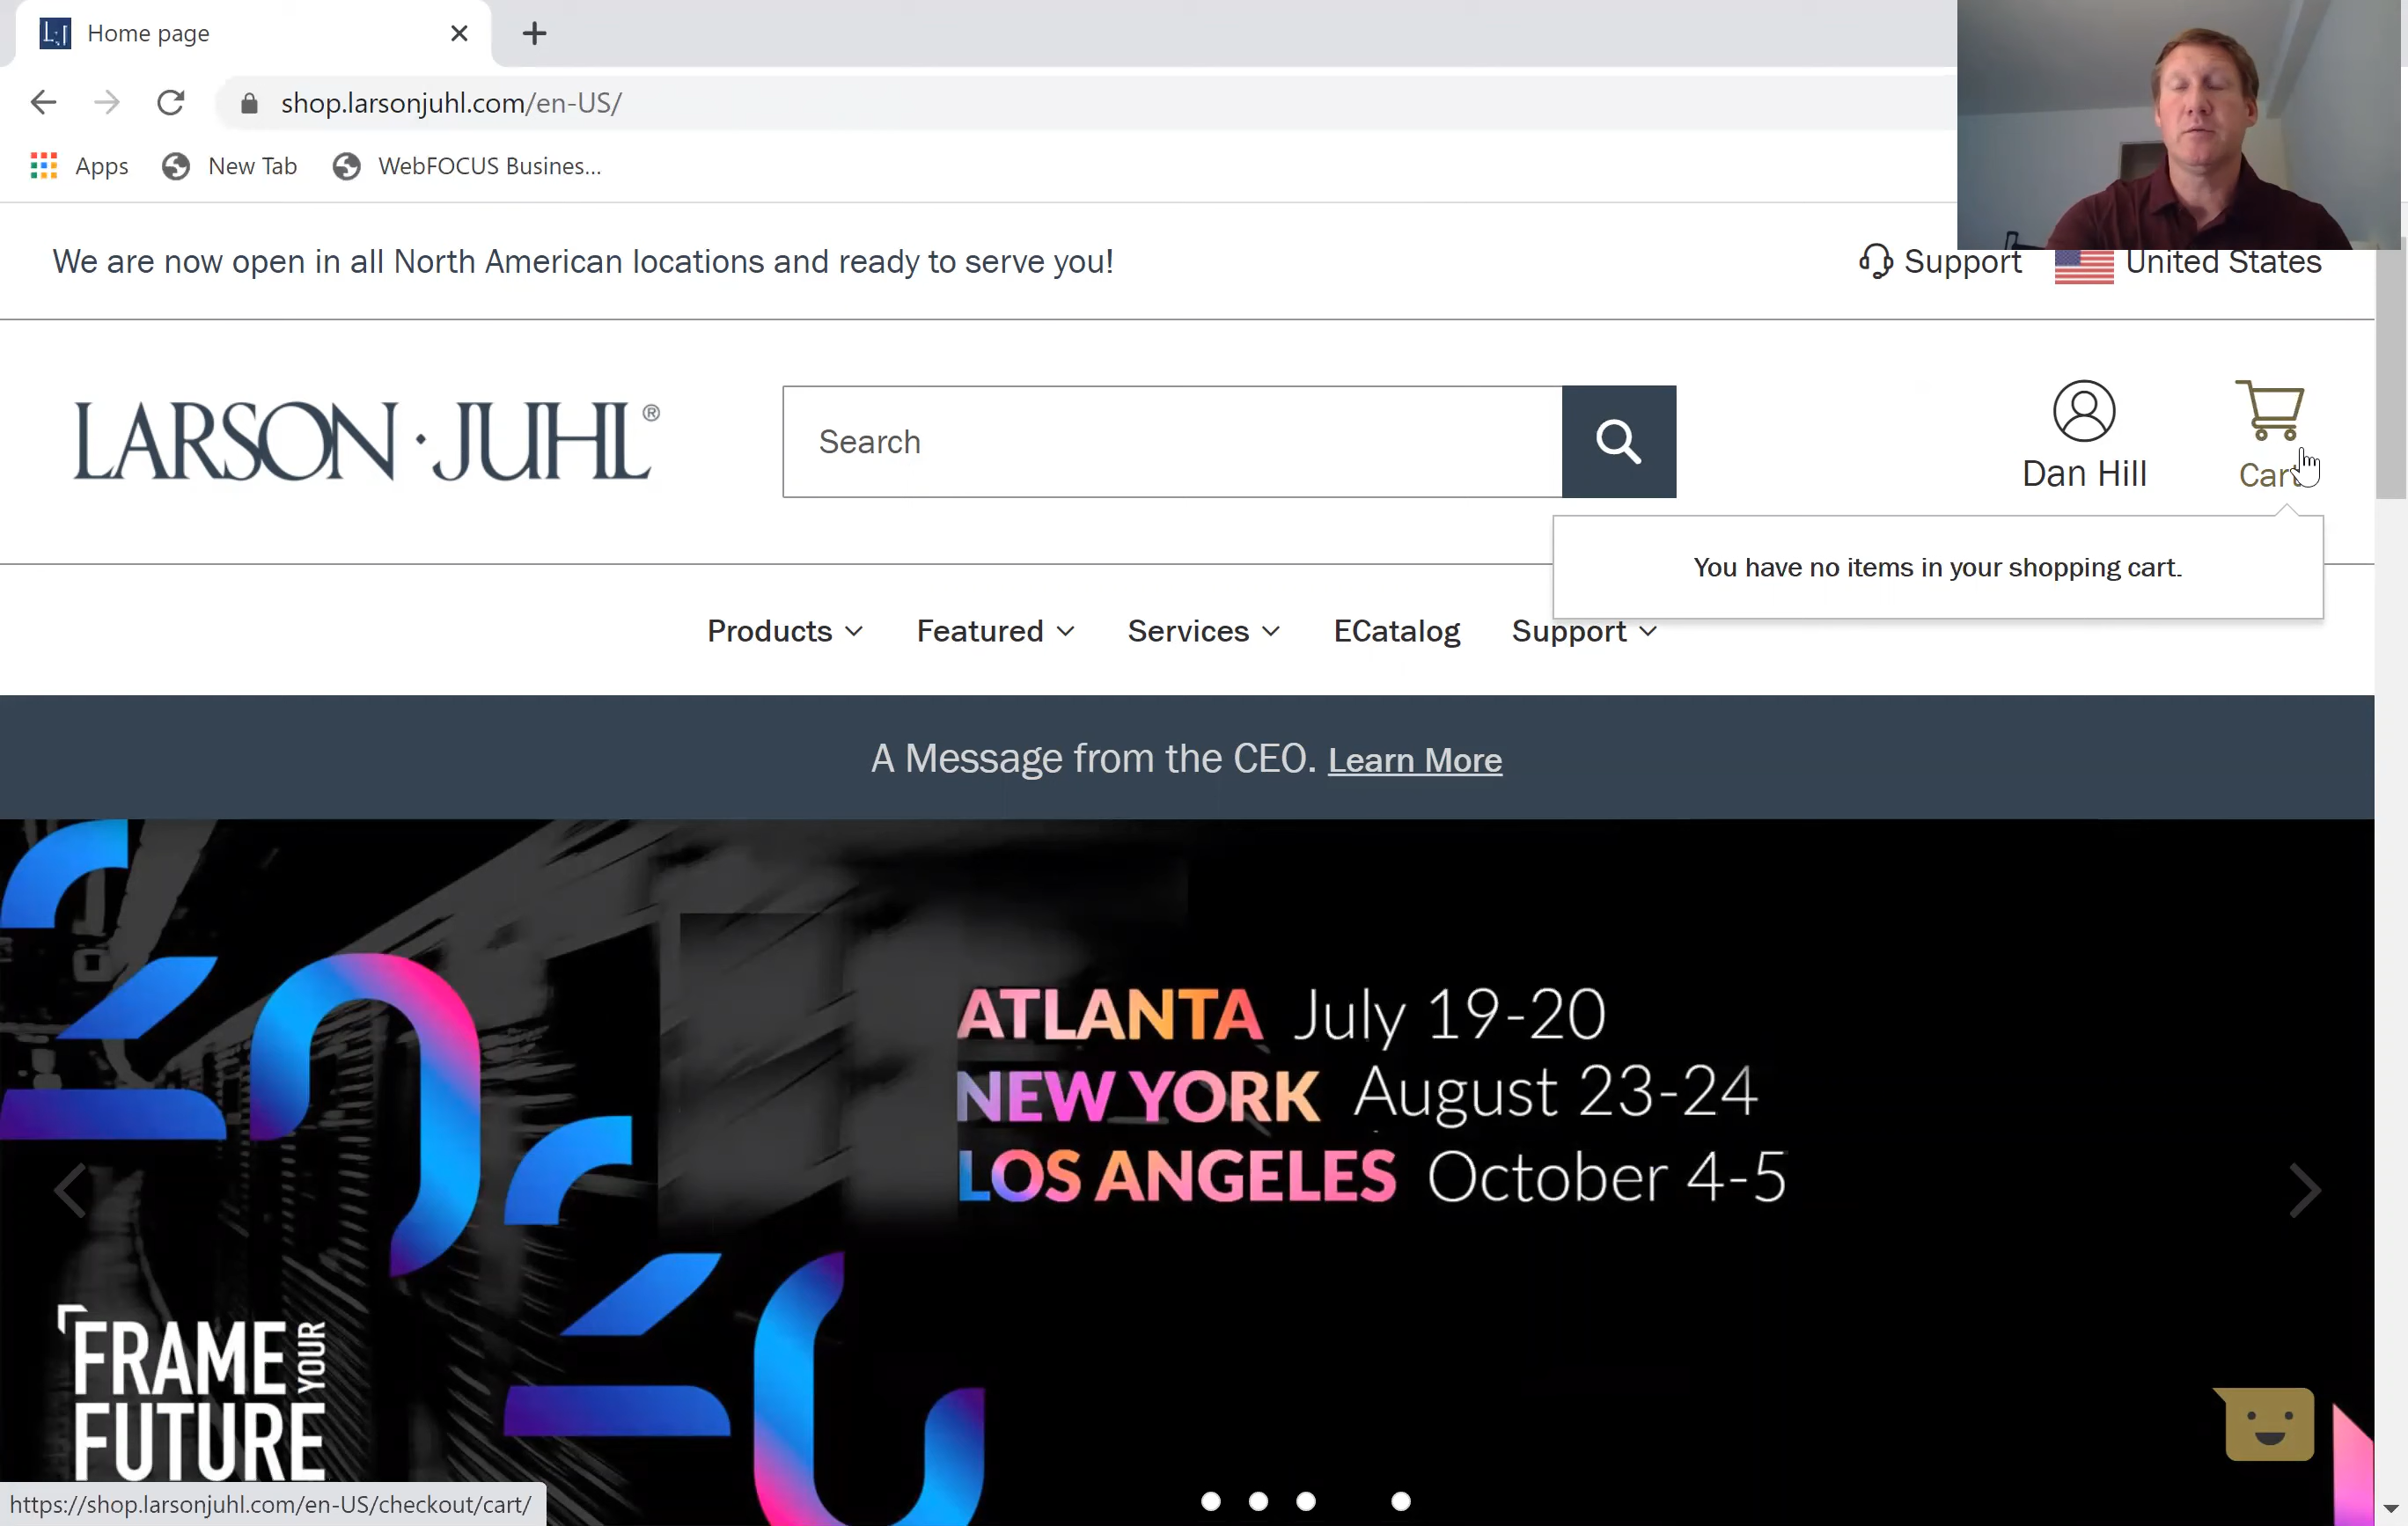 Home page
shop.larsonjuhl.com/en-US/
Apps
New Tab
WebFOCUS Busines...
We are now open in all North American locations and ready to serve you!
Support
United States
LARSON·JUHL®
Search
Dan Hill
Cart
You have no items in your shopping cart.
Products
Featured
Services
ECatalog
Support
A Message from the CEO. Learn More
ATLANTA July 19-20
NEW YORK August 23-24
LOS ANGELES October 4-5
FRAME YOUR
FUTURE
https://shop.larsonjuhl.com/en-US/checkout/cart/